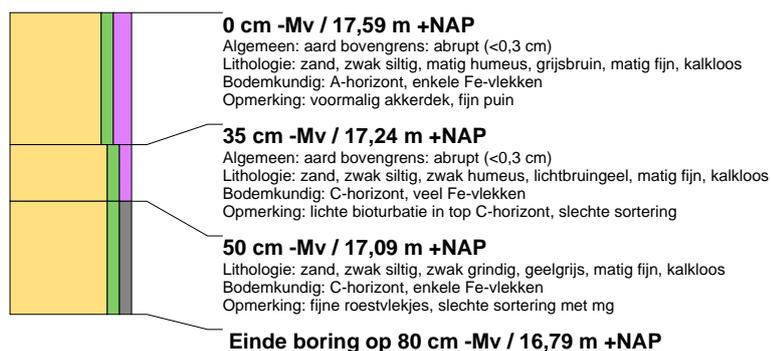 0 cm -Mv / 17,59 m +NAP
Algemeen: aard bovengrens: abrupt (<0,3 cm)
Lithologie: zand, zwak siltig, matig humeus, grijsbruin, matig fijn, kalkloos
Bodemkundig: A-horizont, enkele Fe-vlekken
Opmerking: voormalig akkerdek, fijn puin
35 cm -Mv / 17,24 m +NAP
Algemeen: aard bovengrens: abrupt (<0,3 cm)
Lithologie: zand, zwak siltig, zwak humeus, lichtbruingeel, matig fijn, kalkloos
Bodemkundig: C-horizont, veel Fe-vlekken
Opmerking: lichte bioturbatie in top C-horizont, slechte sortering
50 cm -Mv / 17,09 m +NAP
Lithologie: zand, zwak siltig, zwak grindig, geelgrijs, matig fijn, kalkloos
Bodemkundig: C-horizont, enkele Fe-vlekken
Opmerking: fijne roestvlekjes, slechte sortering met mg
Einde boring op 80 cm -Mv / 16,79 m +NAP